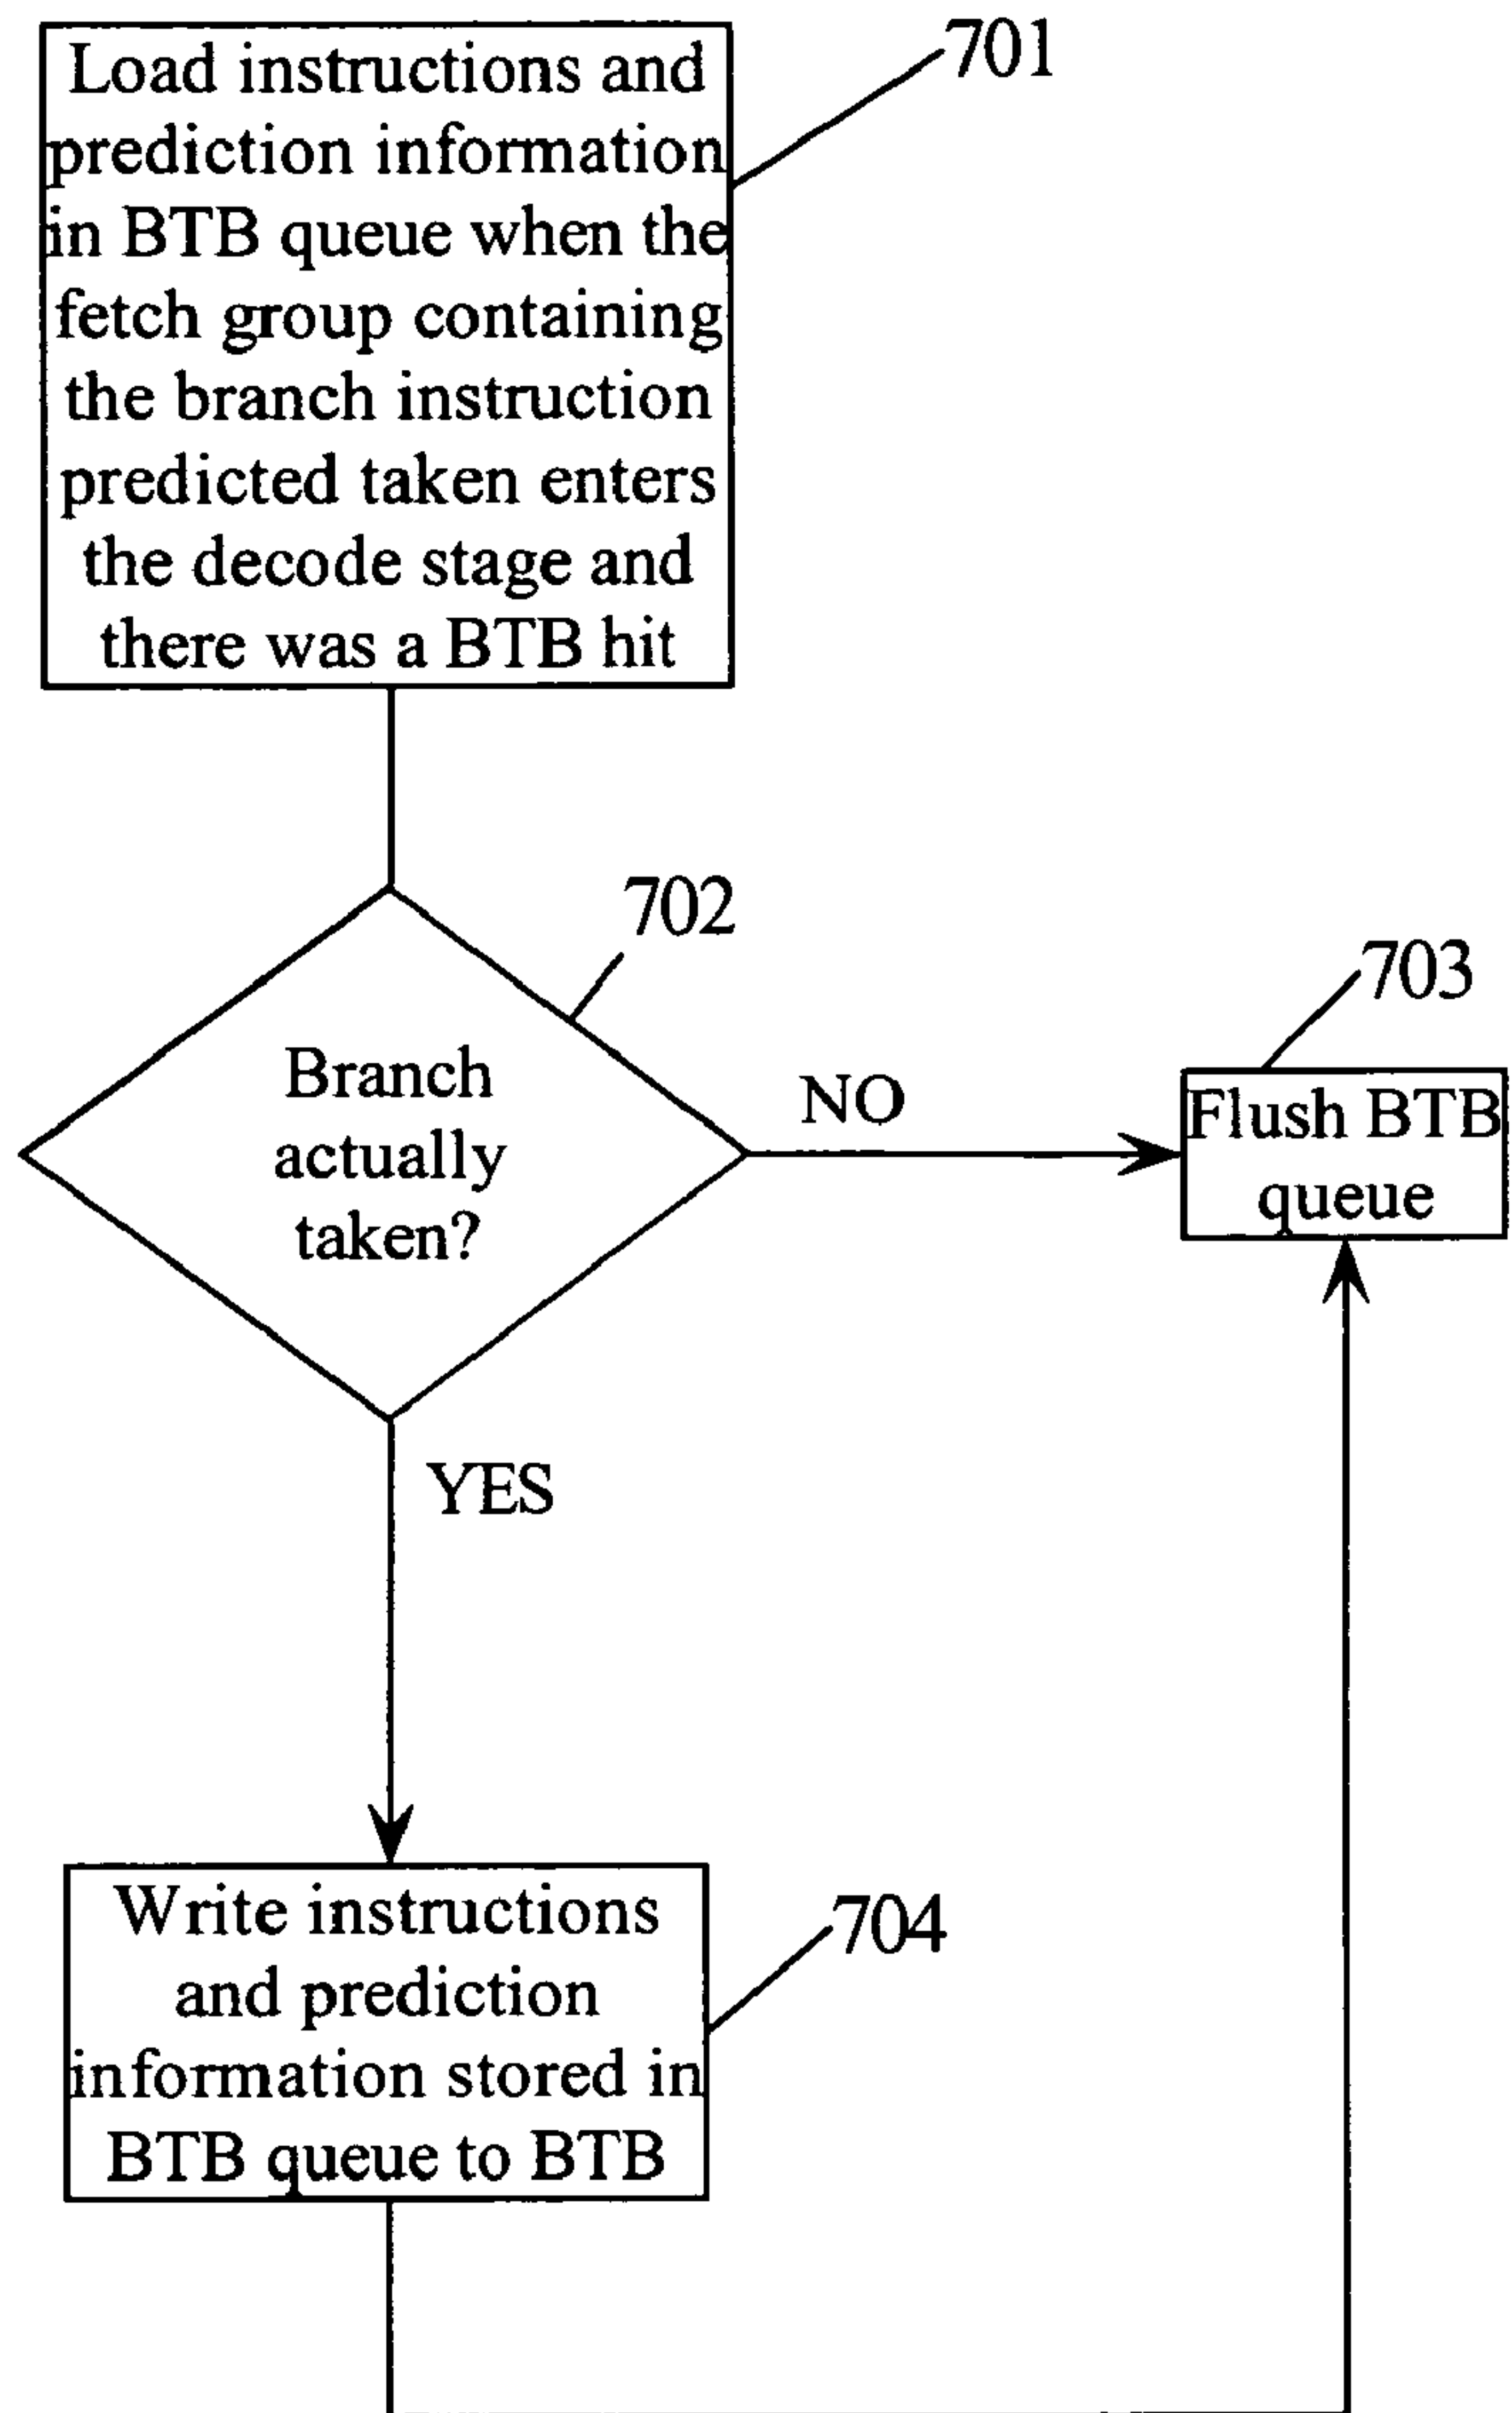 Load instructions and
prediction information
in BTB queue when the
fetch group containing
the branch instruction
predicted taken enters
the decode stage and
there was a BTB hit
701
702
Branch
actually
taken?
NO
703
Flush BTB
queue
YES
Write instructions
and prediction
information stored in
BTB queue to BTB
704